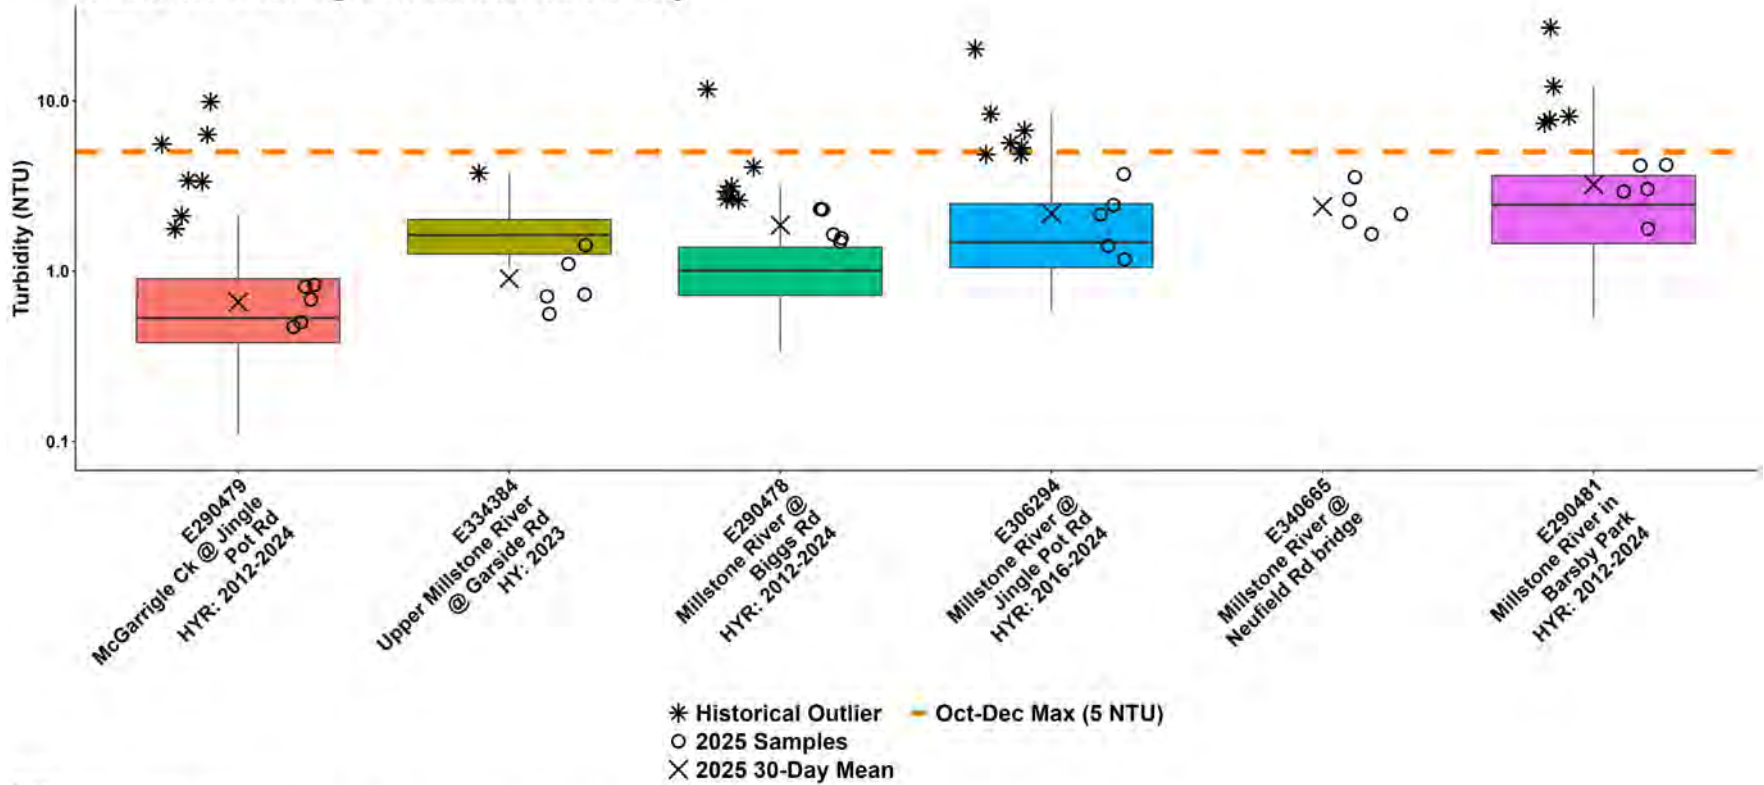 10.0
1.0
0.1
Turbidity (NTU)
E290479
McGarrigle Ck @ Jingle
Pot Rd
HYR: 2012-2024
E334384
Upper Millstone River
@ Garside Rd
HY: 2023
E290478
Millstone River @
Biggs Rd
HYR: 2012-2024
E306294
Millstone River @
Jingle Pot Rd
HYR: 2016-2024
E340665
Millstone River @
Neufield Rd bridge
E290481
Millstone River in
Barsby Park
HYR: 2012-2024
Historical Outlier
Oct-Dec Max (5 NTU)
2025 Samples
2025 30-Day Mean